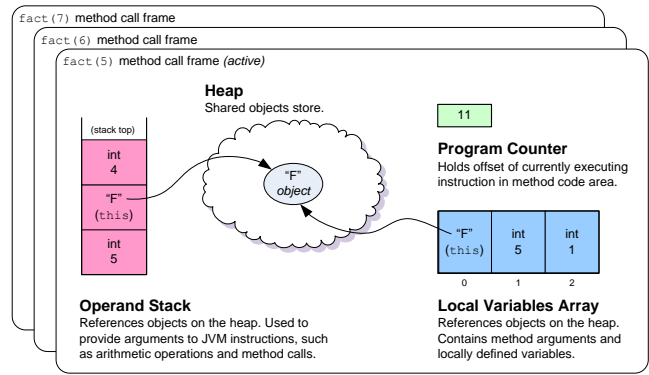 fact(7) method call frame
fact(6) method call frame
fact(5) method call frame (active)
Heap
Shared objects store.
(stack top)
int
4
"F"
(this)
int
5
"F"
object
11
Program Counter
Holds offset of currently executing
instruction in method code area.
"F"
(this)
int
5
int
1
0
1
2
Operand Stack
References objects on the heap. Used to
provide arguments to JVM instructions, such
as arithmetic operations and method calls.
Local Variables Array
References objects on the heap.
Contains method arguments and
locally defined variables.